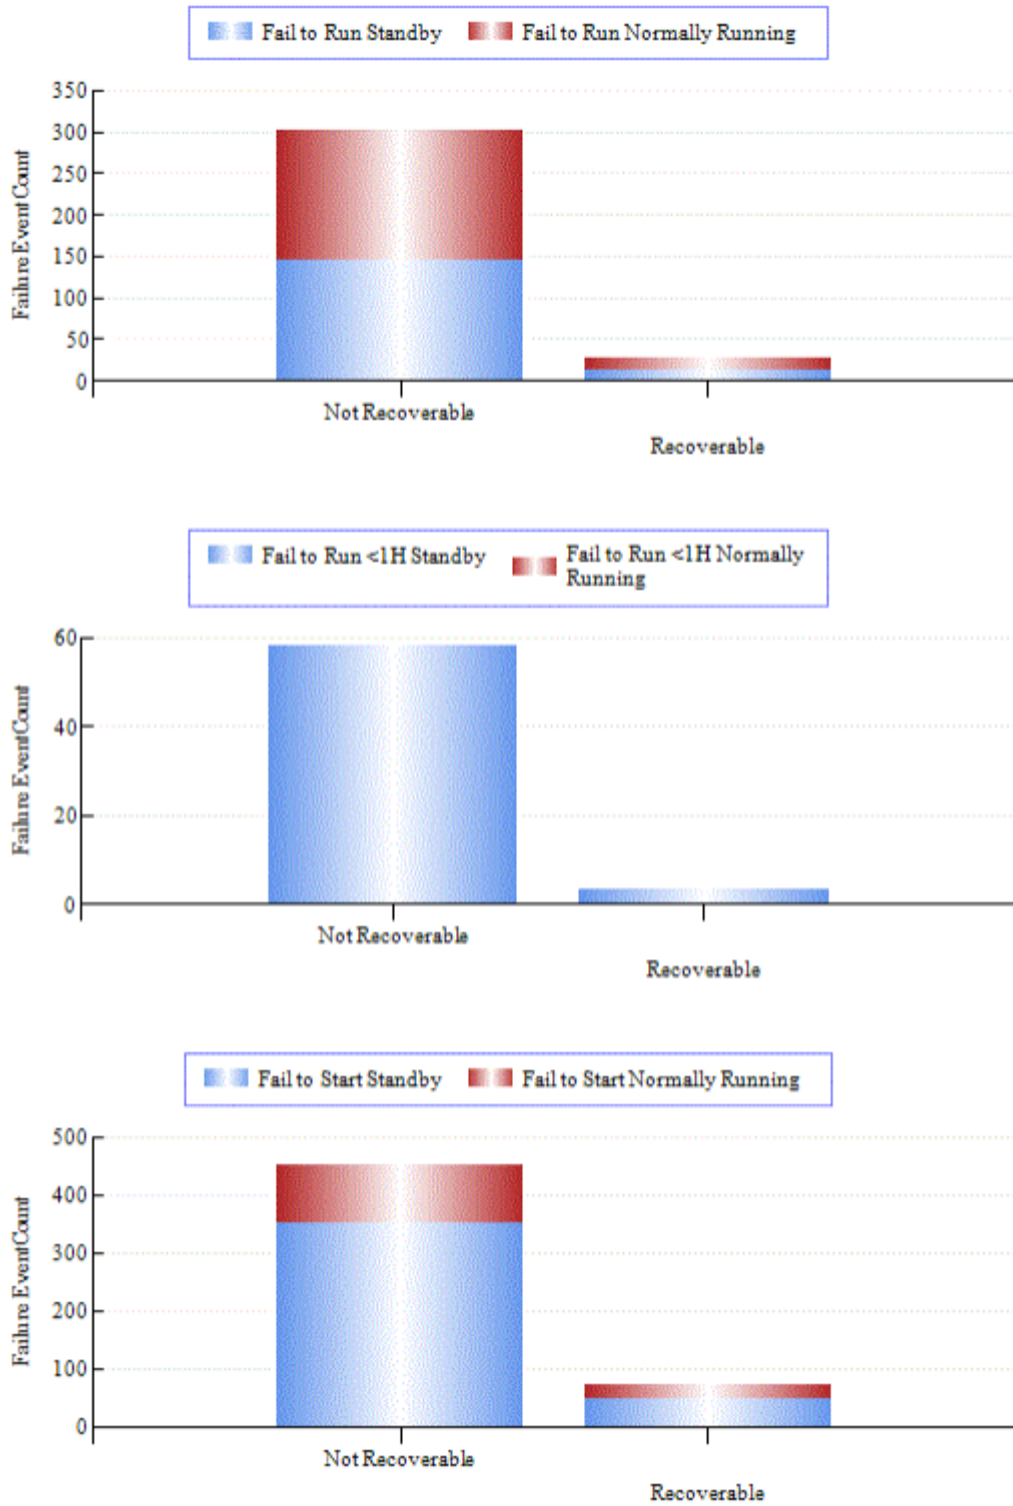 Fail to Run Standby Fail to Run Normally Running
350
300
250
200
150
100
50
0
Failure Event Count
Not Recoverable
Recoverable
Fail to Run <1H Standby Fail to Run <1H Normally
Running
60
40
20
0
Failure Event Count
Not Recoverable
Recoverable
Fail to Start Standby Fail to Start Normally Running
500
400
300
200
100
0
Failure Event Count
Not Recoverable
Recoverable